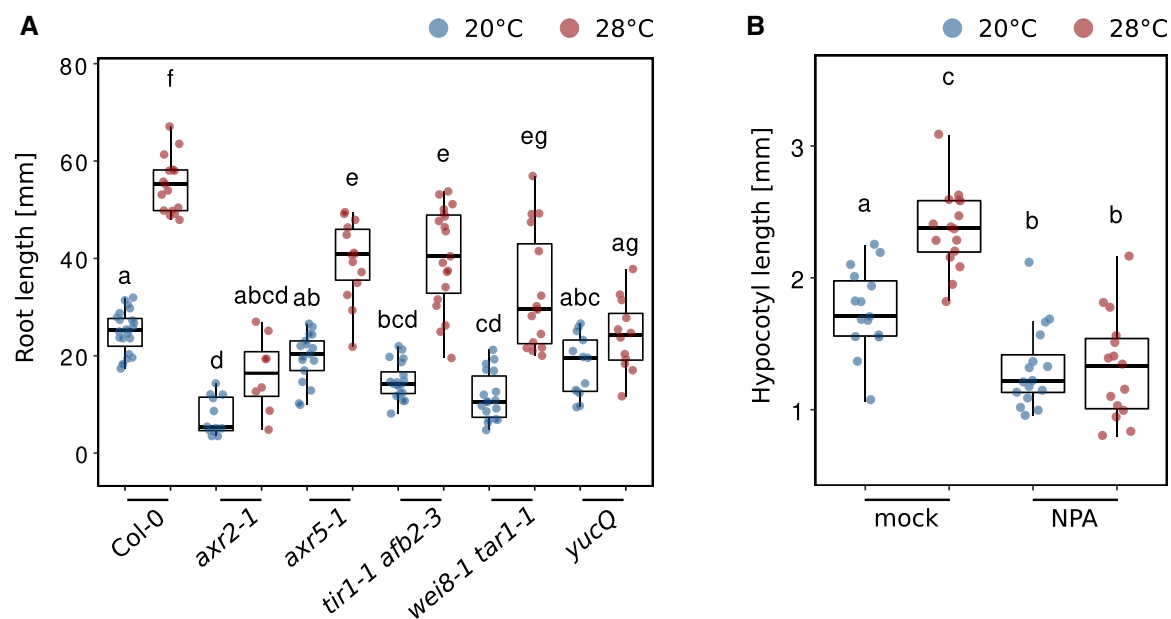 A
20°C 28°C
Root length [mm]
80
60
40
20
0
a
f
d
abcd
ab
e
bcd
e
cd
eg
abc
ag
Col-0
axr2-1
axr5-1
tir1-1 afb2-3
wei8-1 tar1-1
yucQ
B
20°C 28°C
Hypocotyl length [mm]
3
2
1
a
c
b
b
mock
NPA